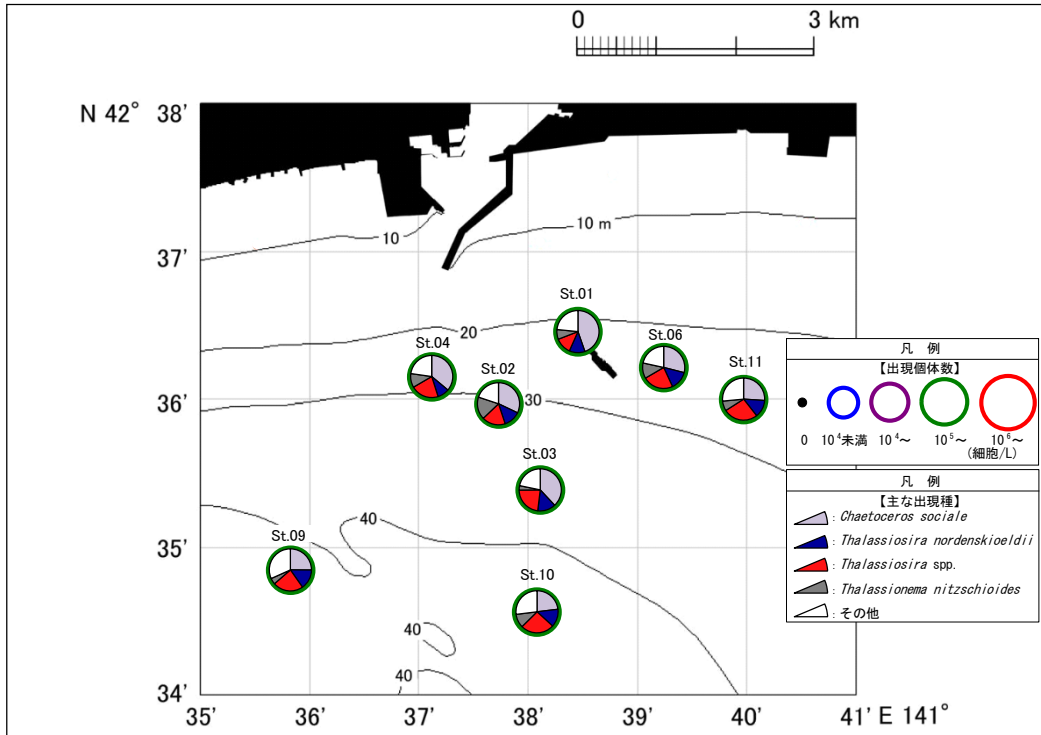 0 3 km
N 42° 38'
10
10 m
37'
St.01
20
St.06
St.04
St.11
St.02
36'
30
St.03
40
St.09
35'
St.10
40
40
34'
35' 36' 37' 38' 39' 40' 41' E 141°
凡 例
【出現個体数】
0 10⁴未満 10⁴~ 10⁵~ 10⁶~
(細胞/L)
凡 例
【主な出現種】
: Chaetoceros sociale
: Thalassiosira nordenskioeldii
: Thalassiosira spp.
: Thalassionema nitzschioides
: その他